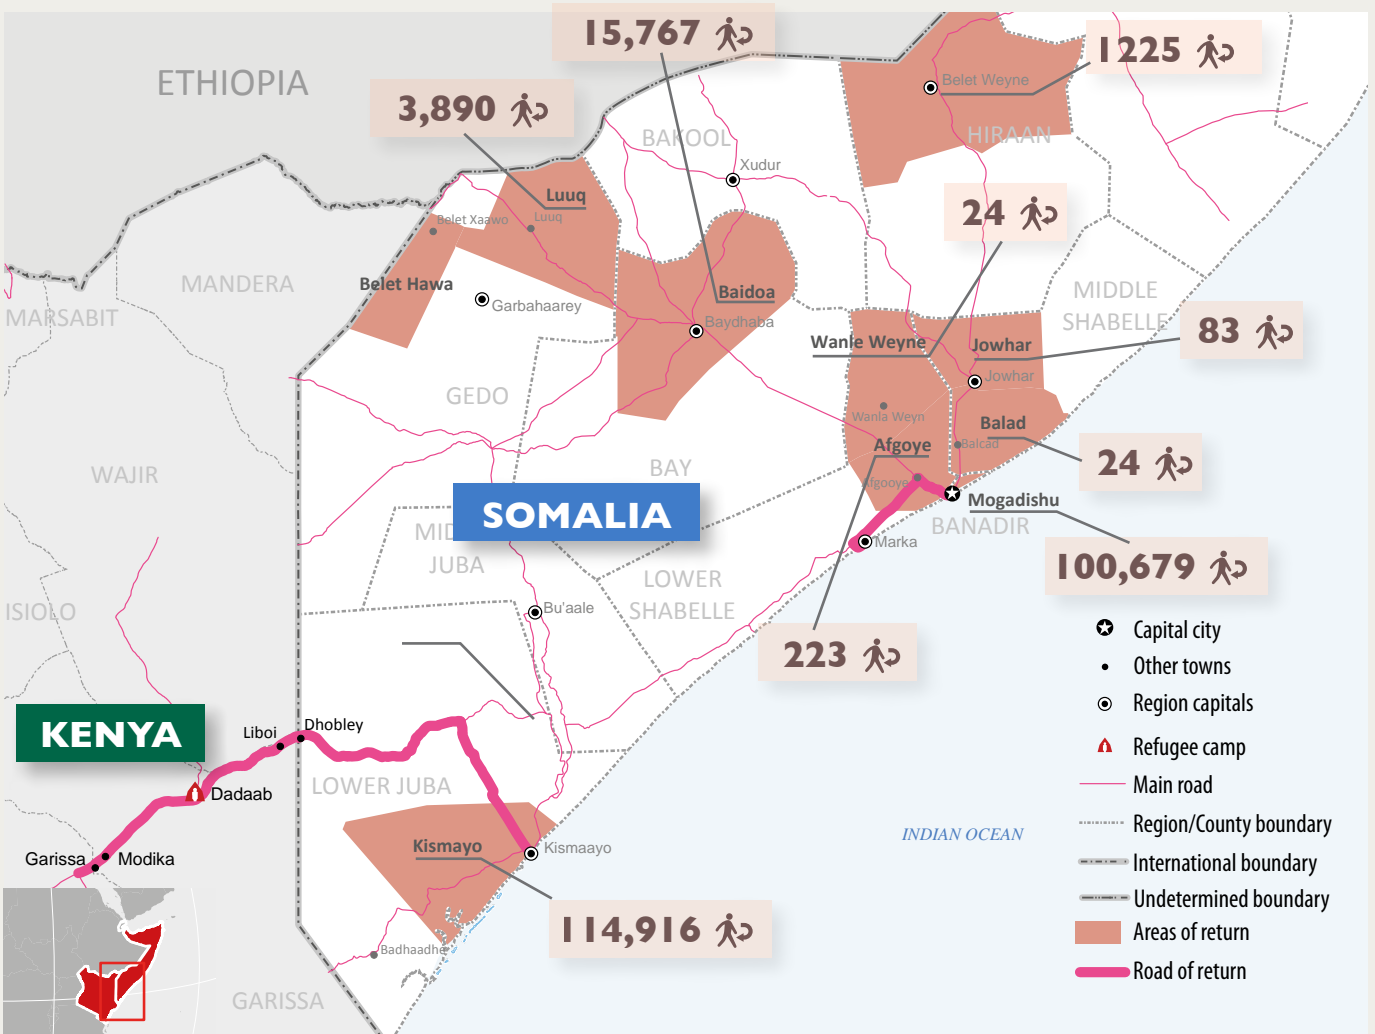 15,767
1225
ETHIOPIA
3,890
Belet Weyne
HIRAAN
BAKOOL
Xudur
Luuq
Luuq
24
Belet Xaawo
MANDERA
Belet Hawa
Garbahaarey
Baidoa
MIDDLE
SHABELLE
MARSABIT
Baydhaba
83
Wanle Weyne
Jowhar
Jowhar
GEDO
Wanla Weyn
Balad
Afgoye
Balcad
BAY
24
WAJIR
Afgooye
Mogadishu
SOMALIA
BANADIR
MID
JUBA
Marka
100,679
LOWER
SHABELLE
ISIOLO
Bu'aale
223
Capital city
Other towns
Region capitals
KENYA
Liboi
Dhobley
Refugee camp
LOWER JUBA
Main road
Dadaab
INDIAN OCEAN
Region/County boundary
Kismayo
Kismaayo
Garissa
Modika
International boundary
Undetermined boundary
114,916
Areas of return
Badhaadhe
Road of return
GARISSA